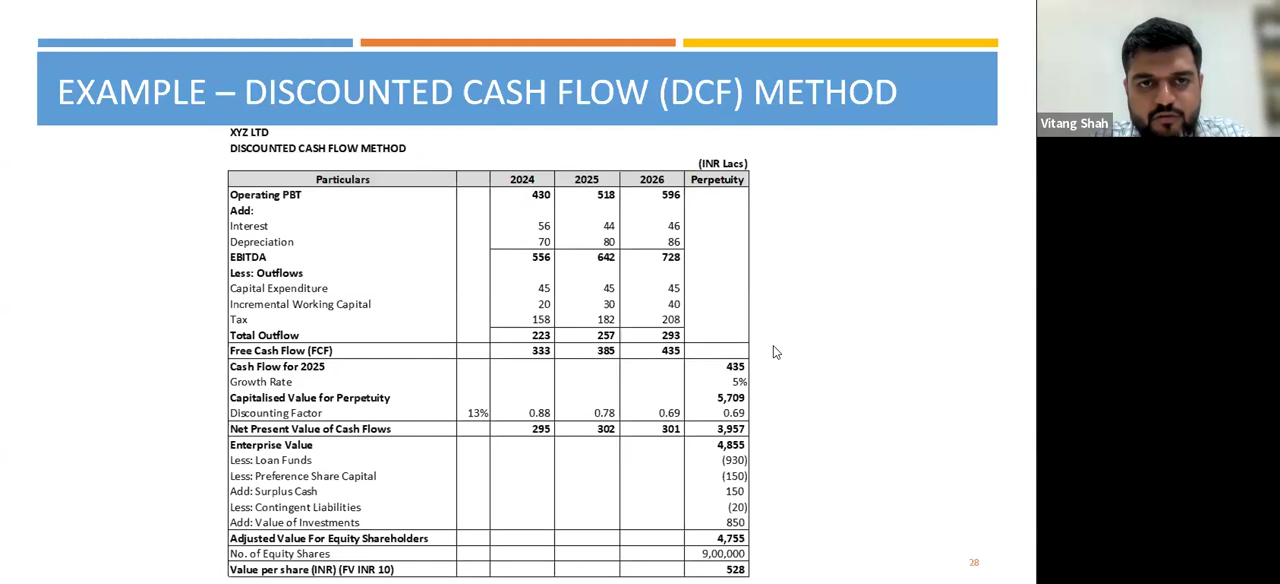 EXAMPLE – DISCOUNTED CASH FLOW (DCF) METHOD
Vitang Shah
XYZ LTD
DISCOUNTED CASH FLOW METHOD
(INR Lacs)
Particulars 2024 2025 2026 Perpetuity
Operating PBT 430 518 596
Add:
Interest 56 44 46
Depreciation 70 80 86
EBITDA 556 642 728
Less: Outflows
Capital Expenditure 45 45 45
Incremental Working Capital 20 30 40
Tax 158 182 208
Total Outflow 223 257 293
Free Cash Flow (FCF) 333 385 435
Cash Flow for 2025 435
Growth Rate 5%
Capitalised Value for Perpetuity 5,709
Discounting Factor 13% 0.88 0.78 0.69 0.69
Net Present Value of Cash Flows 295 302 301 3,957
Enterprise Value 4,855
Less: Loan Funds (930)
Less: Preference Share Capital (150)
Add: Surplus Cash 150
Less: Contingent Liabilities (20)
Add: Value of Investments 850
Adjusted Value For Equity Shareholders 4,755
No. of Equity Shares 9,00,000
Value per share (INR) (FV INR 10) 528
28